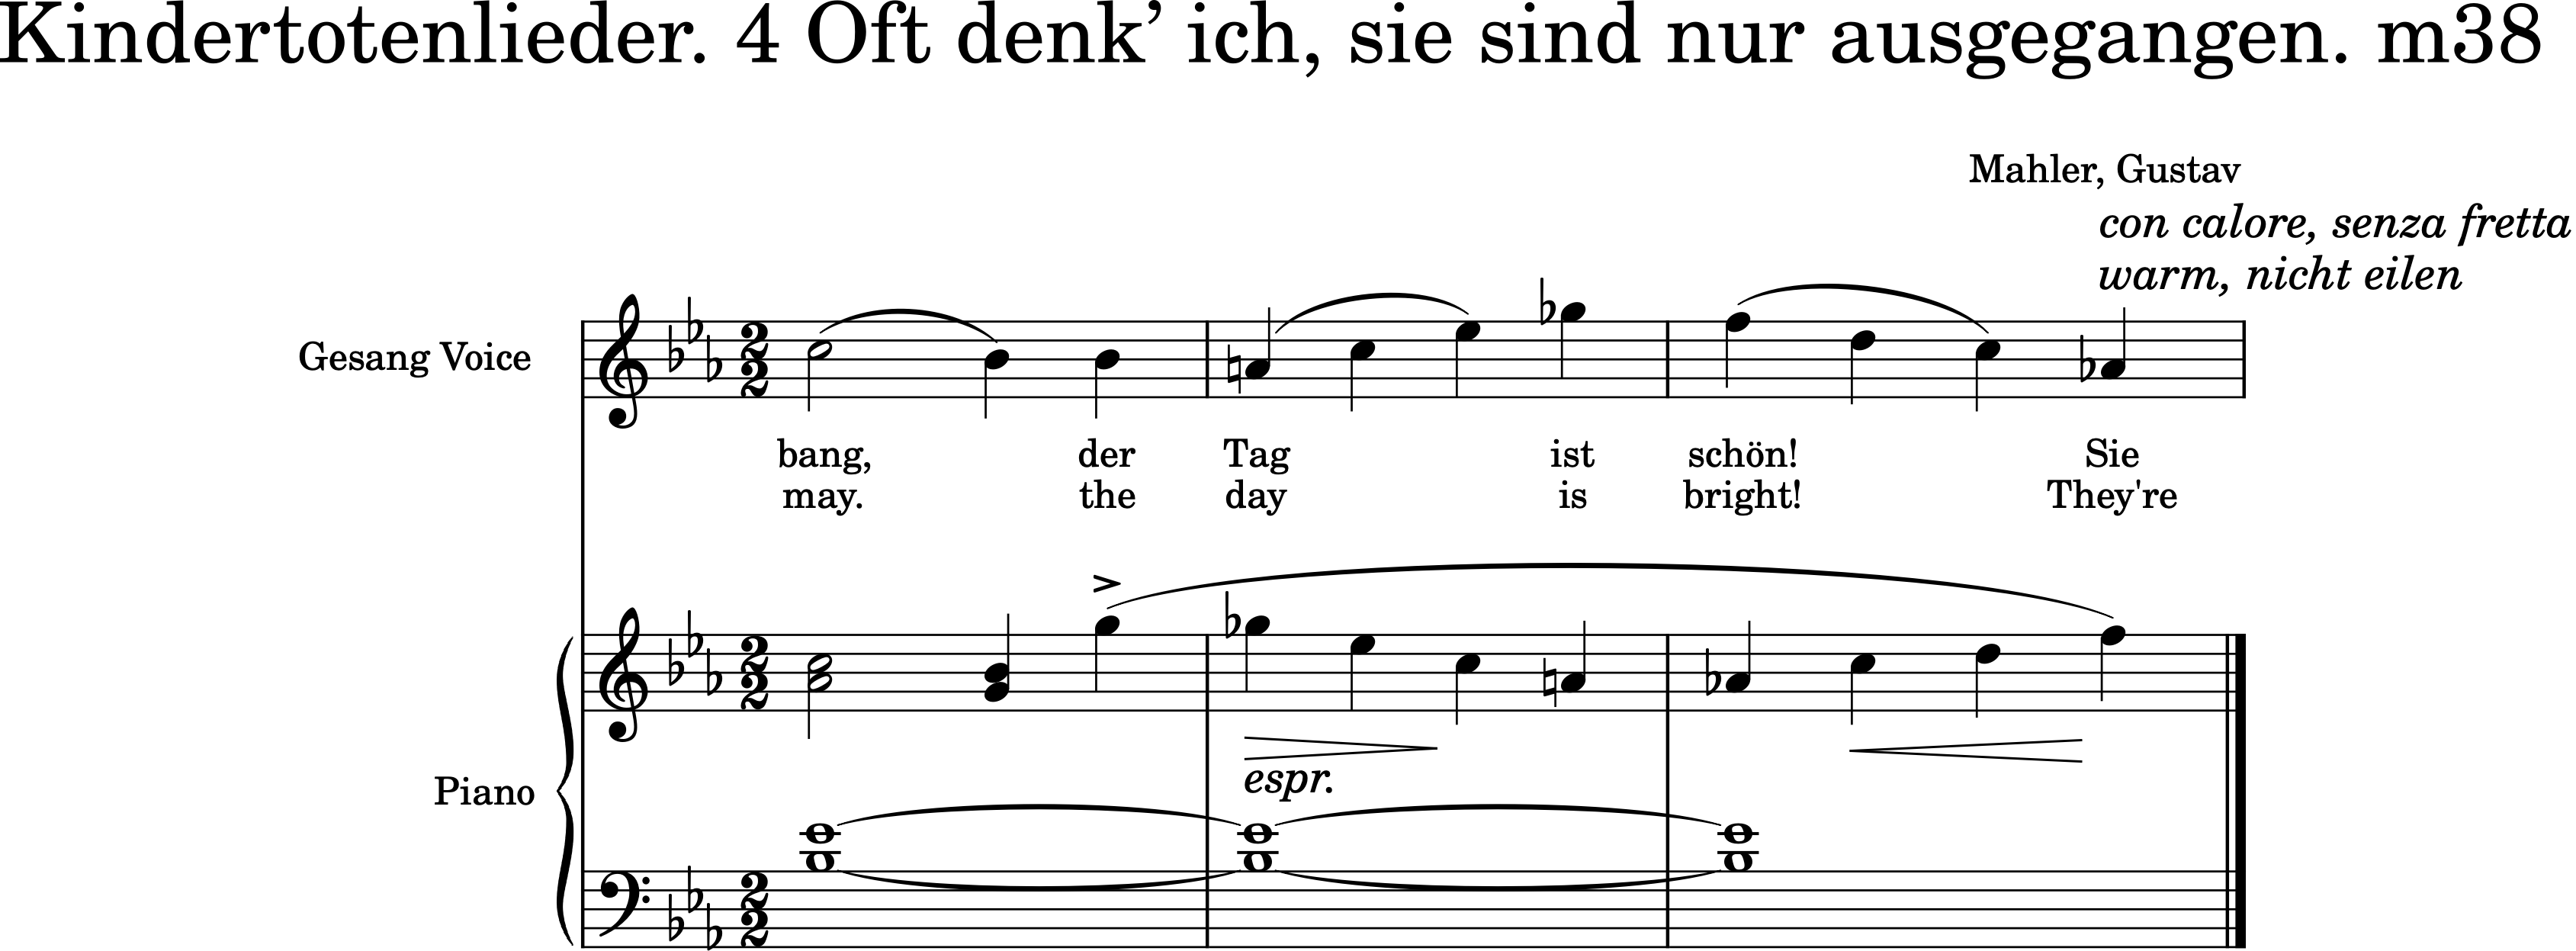 Kindertotenlieder. 4 Oft denk’ ich, sie sind nur ausgegangen. m38
Mahler, Gustav
con calore, senza fretta
warm, nicht eilen
Gesang Voice
bang, der Tag ist schön! Sie
may. the day is bright! They're
espr.
Piano